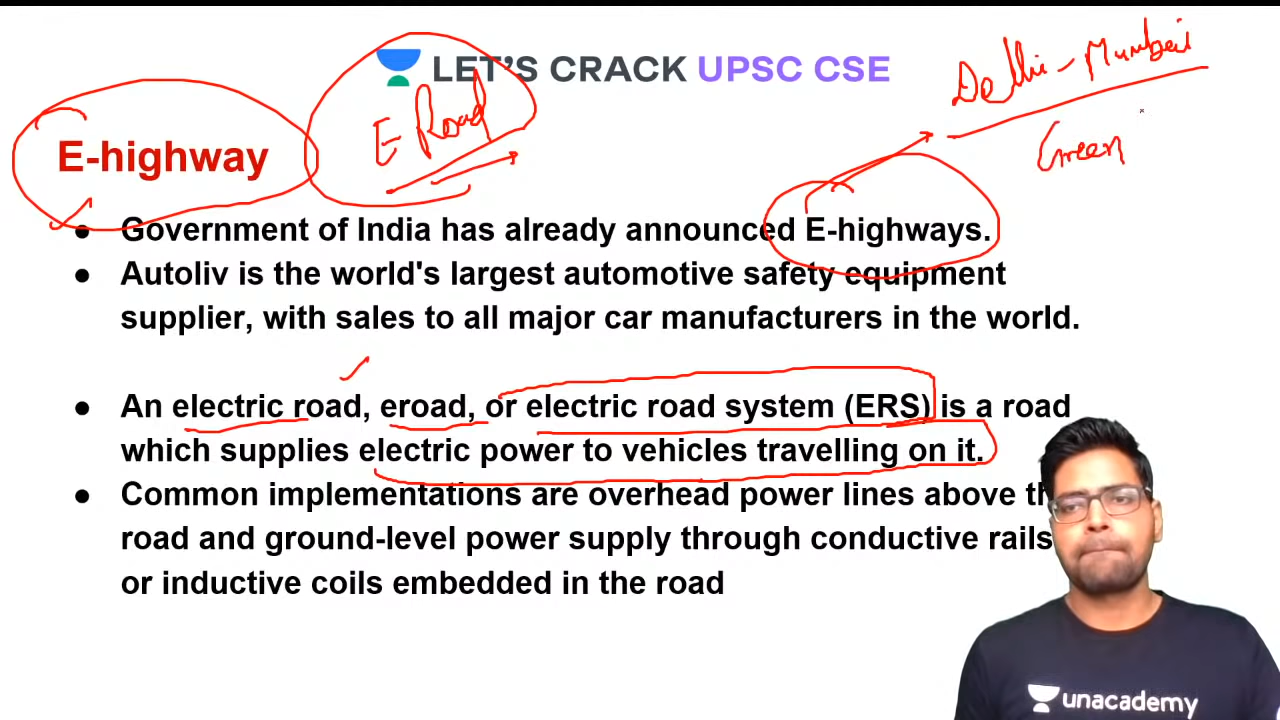 LET'S CRACK UPSC CSE
Delhi - Mumbai
Green
E Road
E-highway
● Government of India has already announced E-highways.
● Autoliv is the world's largest automotive safety equipment
supplier, with sales to all major car manufacturers in the world.
● An electric road, eroad, or electric road system (ERS) is a road
which supplies electric power to vehicles travelling on it.
● Common implementations are overhead power lines above
road and ground-level power supply through conductive rails
or inductive coils embedded in the road
unacademy